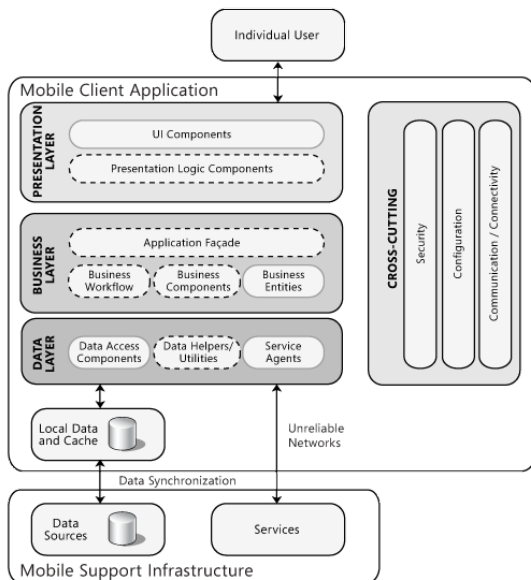 Individual User
Mobile Client Application
PRESENTATION
LAYER
UI Components
Presentation Logic Components
BUSINESS
LAYER
Application Façade
Business
Workflow
Business
Components
Business
Entities
DATA
LAYER
Data Access
Components
Data Helpers/
Utilities
Service
Agents
CROSS-CUTTING
Security
Configuration
Communication / Connectivity
Local Data
and Cache
Unreliable
Networks
Data Synchronization
Data
Sources
Services
Mobile Support Infrastructure